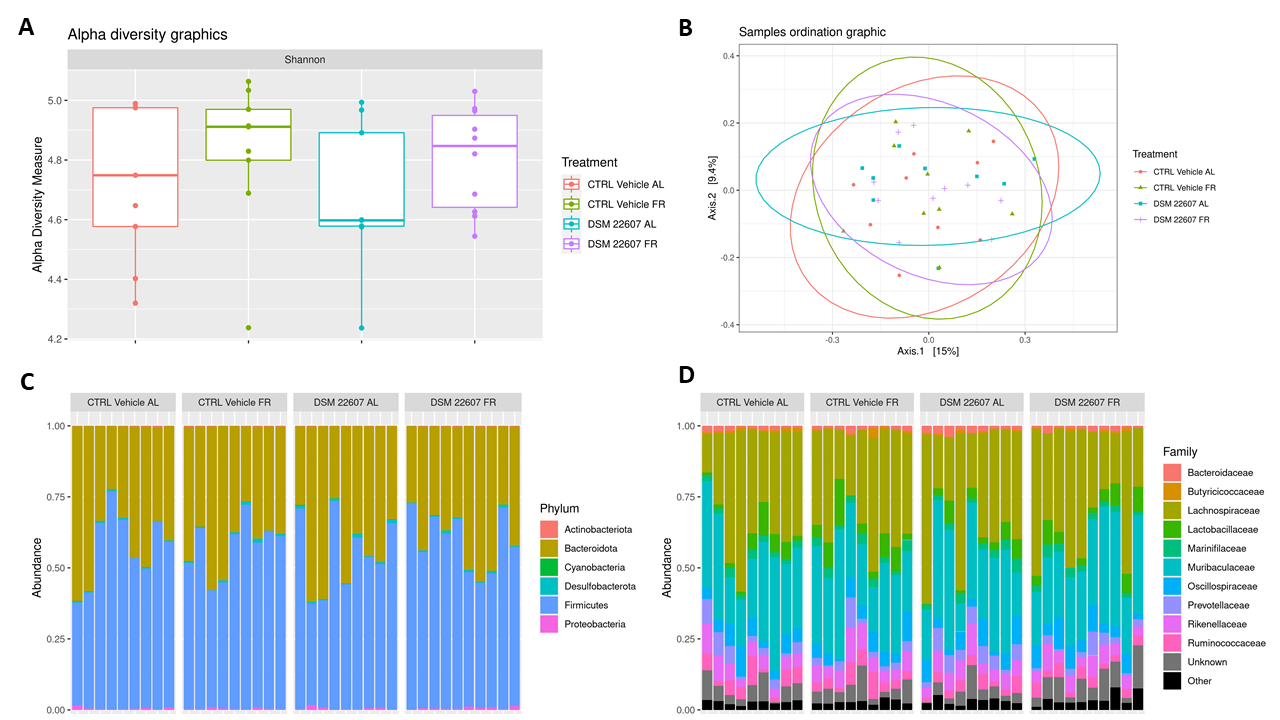 A
Alpha diversity graphics
Shannon
Alpha Diversity Measure
5.0
4.8
4.6
4.4
4.2
Treatment
CTRL Vehicle AL
CTRL Vehicle FR
DSM 22607 AL
DSM 22607 FR
B
Samples ordination graphic
Axis.2 [9.4%]
0.4
0.2
0.0
-0.2
-0.4
-0.3 0.0 0.3
Axis.1 [15%]
Treatment
CTRL Vehicle AL
CTRL Vehicle FR
DSM 22607 AL
DSM 22607 FR
C
CTRL Vehicle AL CTRL Vehicle FR DSM 22607 AL DSM 22607 FR
Abundance
1.00
0.75
0.50
0.25
0.00
Phylum
Actinobacteriota
Bacteroidota
Cyanobacteria
Desulfobacterota
Firmicutes
Proteobacteria
D
CTRL Vehicle AL CTRL Vehicle FR DSM 22607 AL DSM 22607 FR
Abundance
1.00
0.75
0.50
0.25
0.00
Family
Bacteroidaceae
Butyricicoccaceae
Lachnospiraceae
Lactobacillaceae
Marinifilaceae
Muribaculaceae
Oscillospiraceae
Prevotellaceae
Rikenellaceae
Ruminococcaceae
Unknown
Other